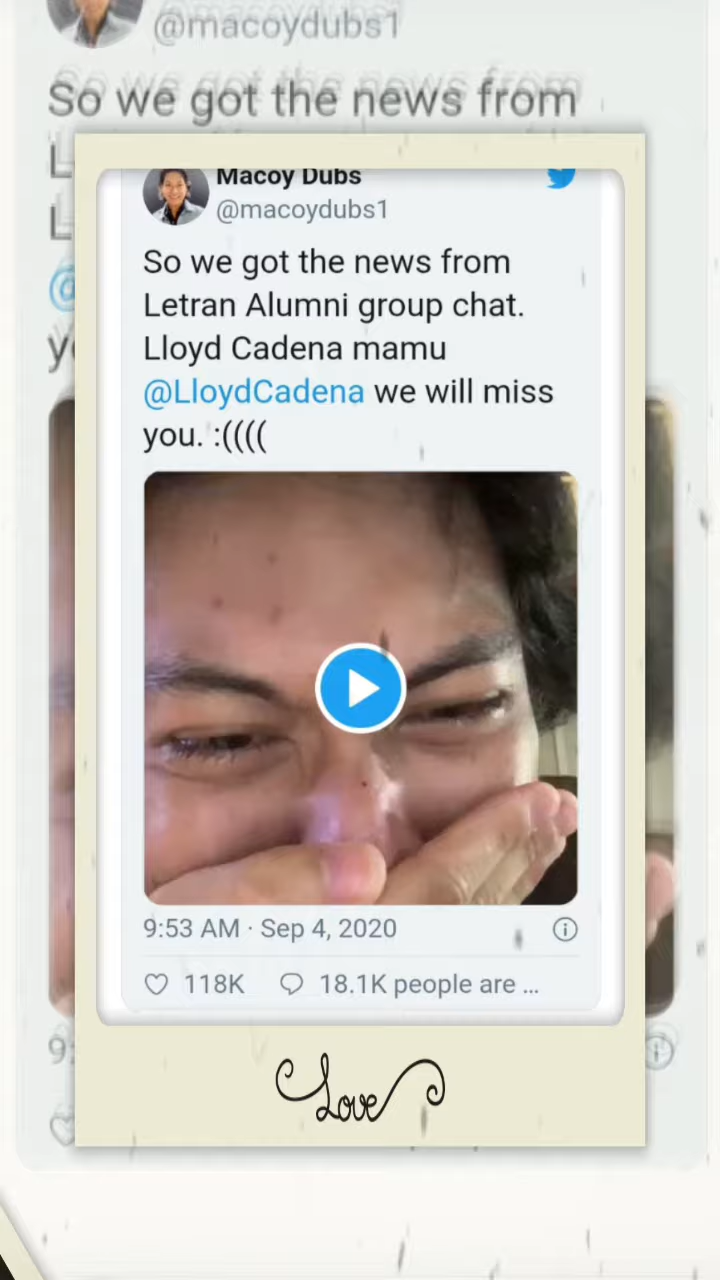 @macoydubs1
So we got the news from
Macoy Dubs
@macoydubs1
So we got the news from
Letran Alumni group chat.
Lloyd Cadena mamu
@LloydCadena we will miss
you. :((((
9:53 AM · Sep 4, 2020
118K 18.1K people are ...
Love